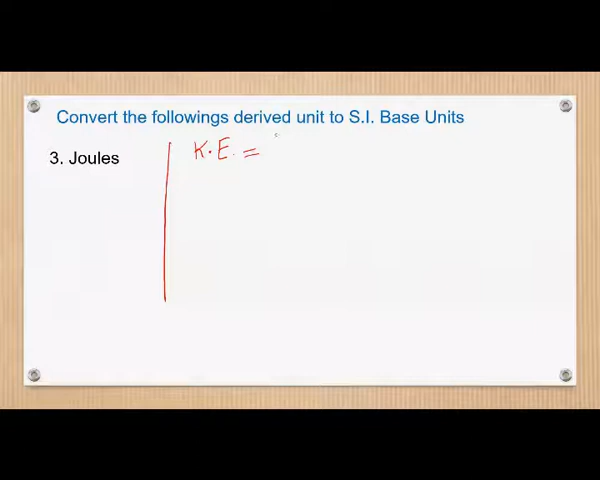 Convert the followings derived unit to S.I. Base Units
3. Joules
K.E. =